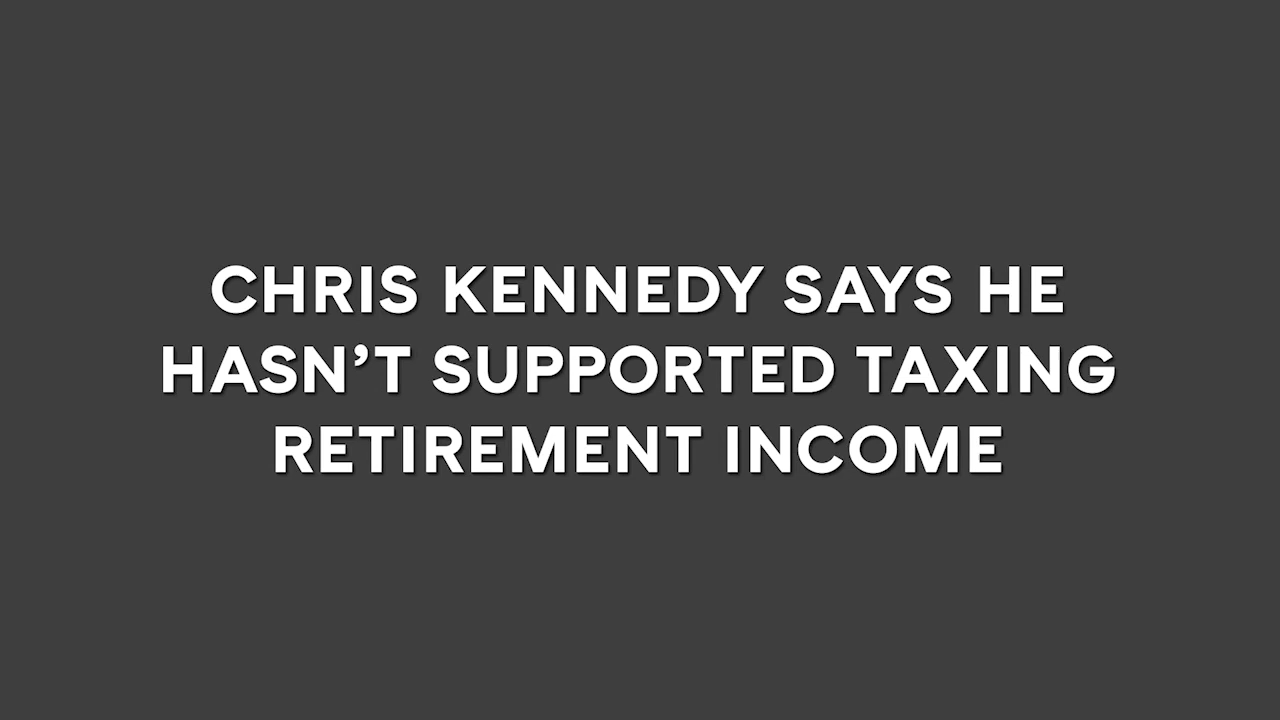 CHRIS KENNEDY SAYS HE
HASN’T SUPPORTED TAXING
RETIREMENT INCOME